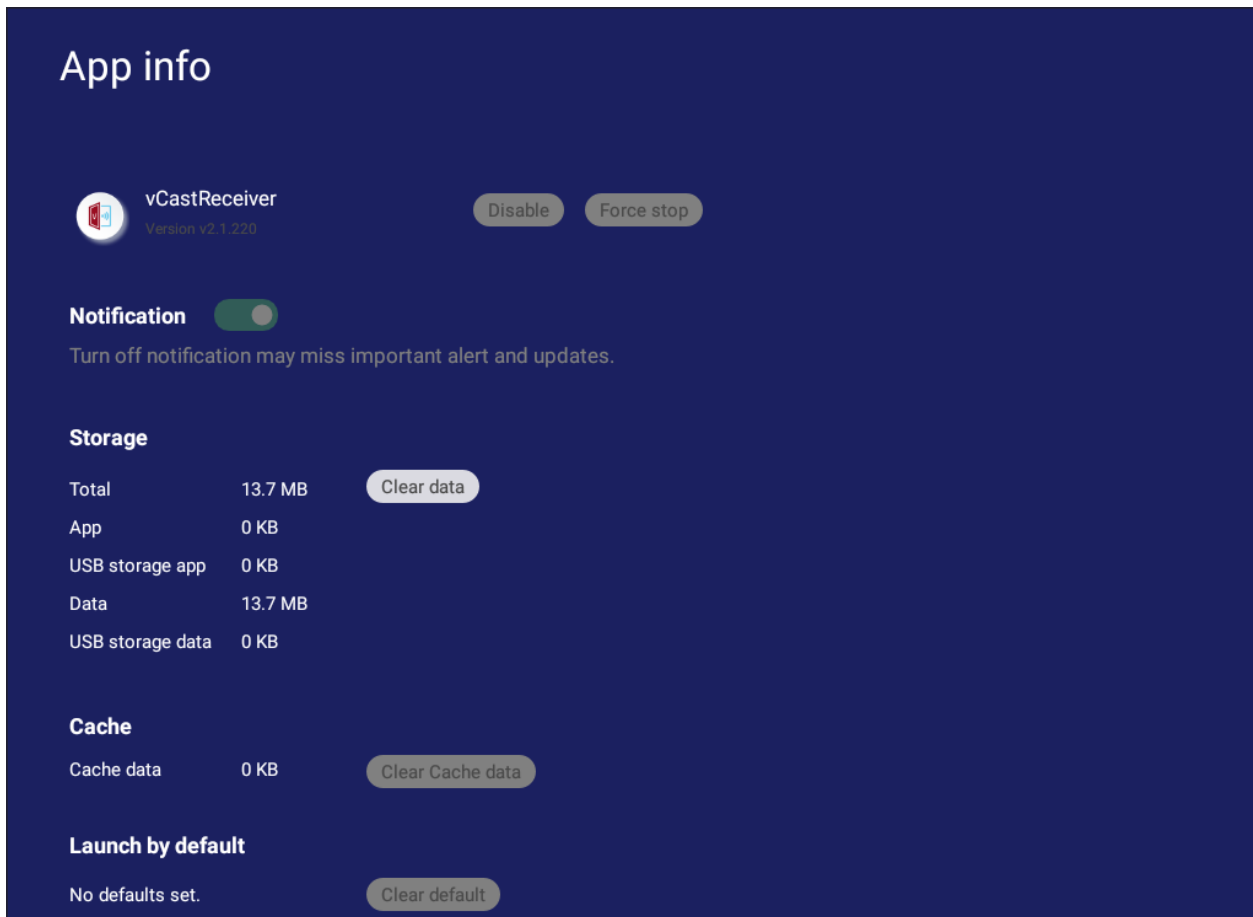 App info
vCastReceiver
Version v2.1.220
Disable
Force stop
Notification
Turn off notification may miss important alert and updates.
Storage
Total 13.7 MB Clear data
App 0 KB
USB storage app 0 KB
Data 13.7 MB
USB storage data 0 KB
Cache
Cache data 0 KB Clear Cache data
Launch by default
No defaults set. Clear default